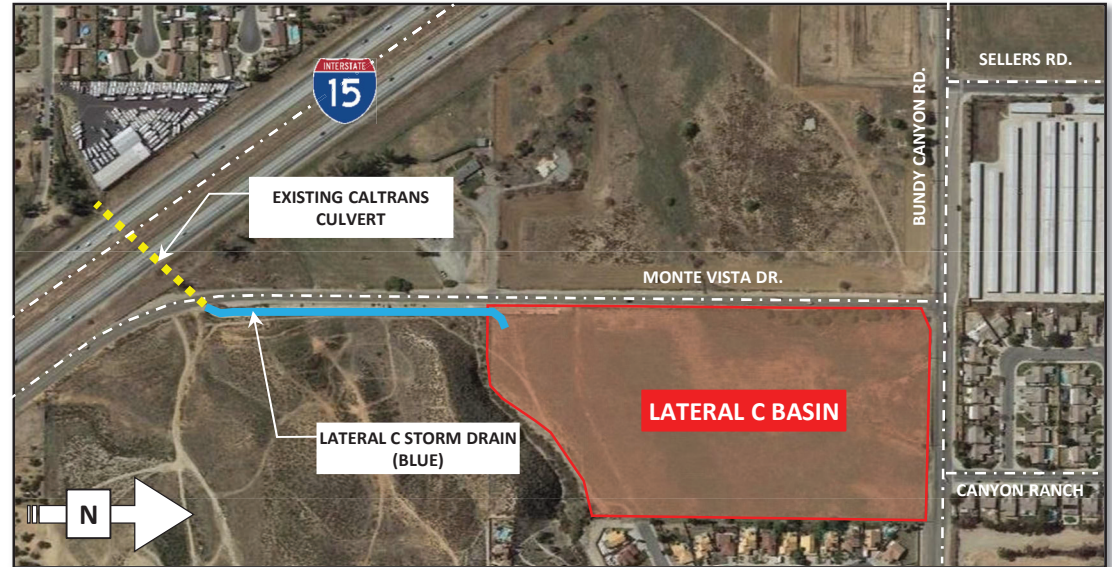 SELLERS RD.
INTERSTATE
15
BUNDY CANYON RD.
EXISTING CALTRANS
CULVERT
MONTE VISTA DR.
LATERAL C BASIN
LATERAL C STORM DRAIN
(BLUE)
CANYON RANCH
N